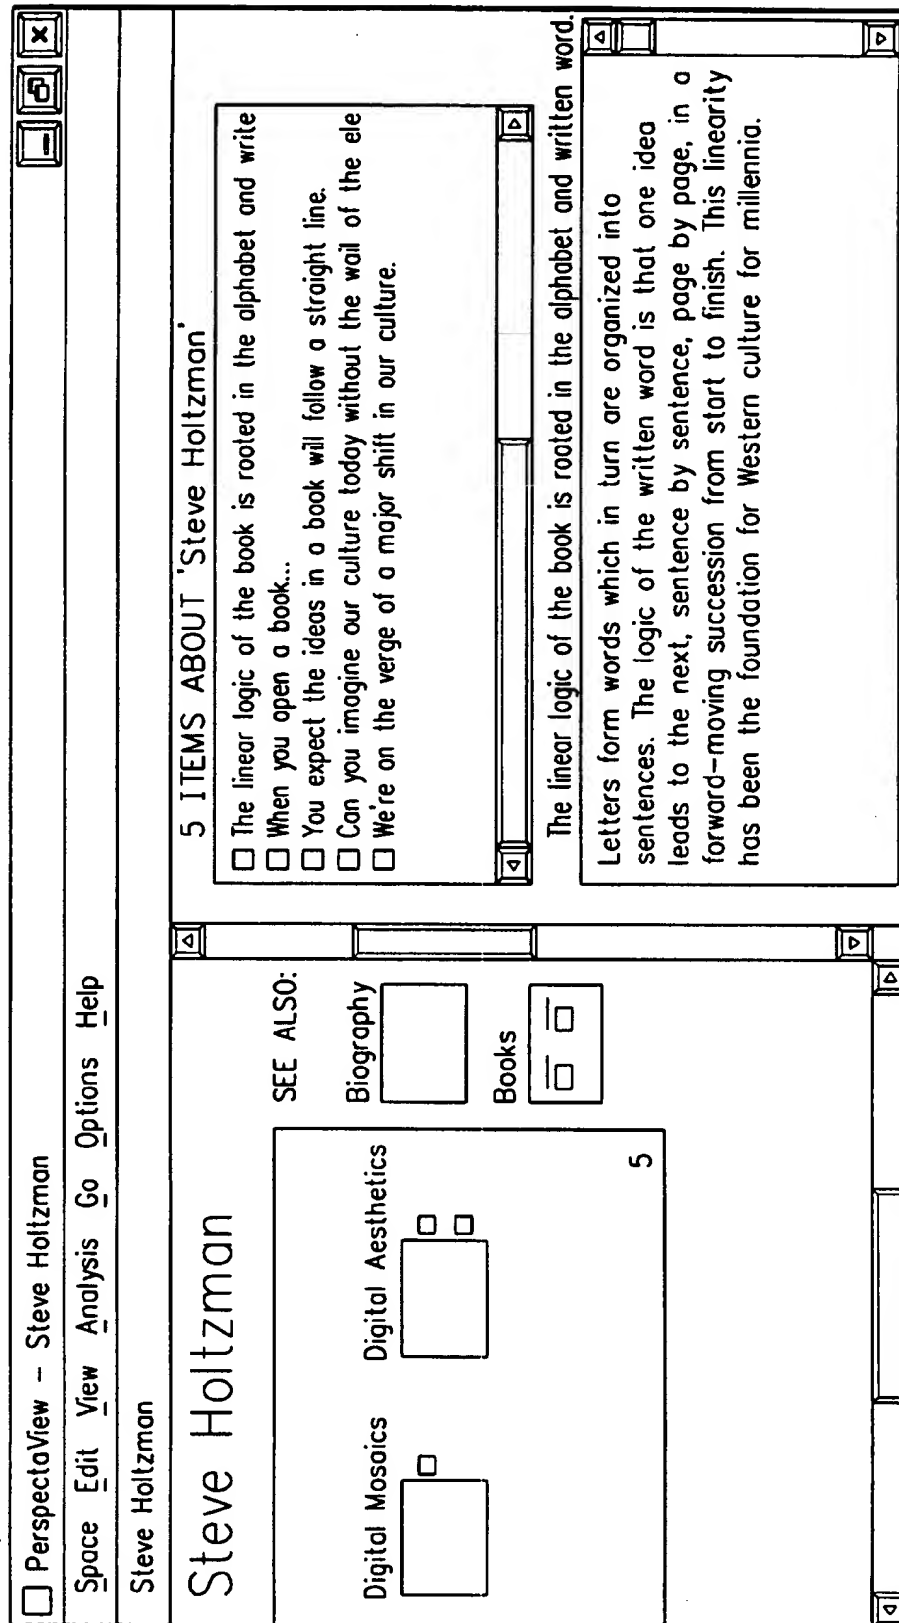 PerspectaView – Steve Holtzman
Space Edit View Analysis Go Options Help
Steve Holtzman
Steve Holtzman
Digital Mosaics
Digital Aesthetics
5
SEE ALSO:
Biography
Books
5 ITEMS ABOUT 'Steve Holtzman'
The linear logic of the book is rooted in the alphabet and write
When you open a book...
You expect the ideas in a book will follow a straight line.
Can you imagine our culture today without the wail of the ele
We're on the verge of a major shift in our culture.
The linear logic of the book is rooted in the alphabet and written word.
Letters form words which in turn are organized into
sentences. The logic of the written word is that one idea
leads to the next, sentence by sentence, page by page, in a
forward-moving succession from start to finish. This linearity
has been the foundation for Western culture for millennia.